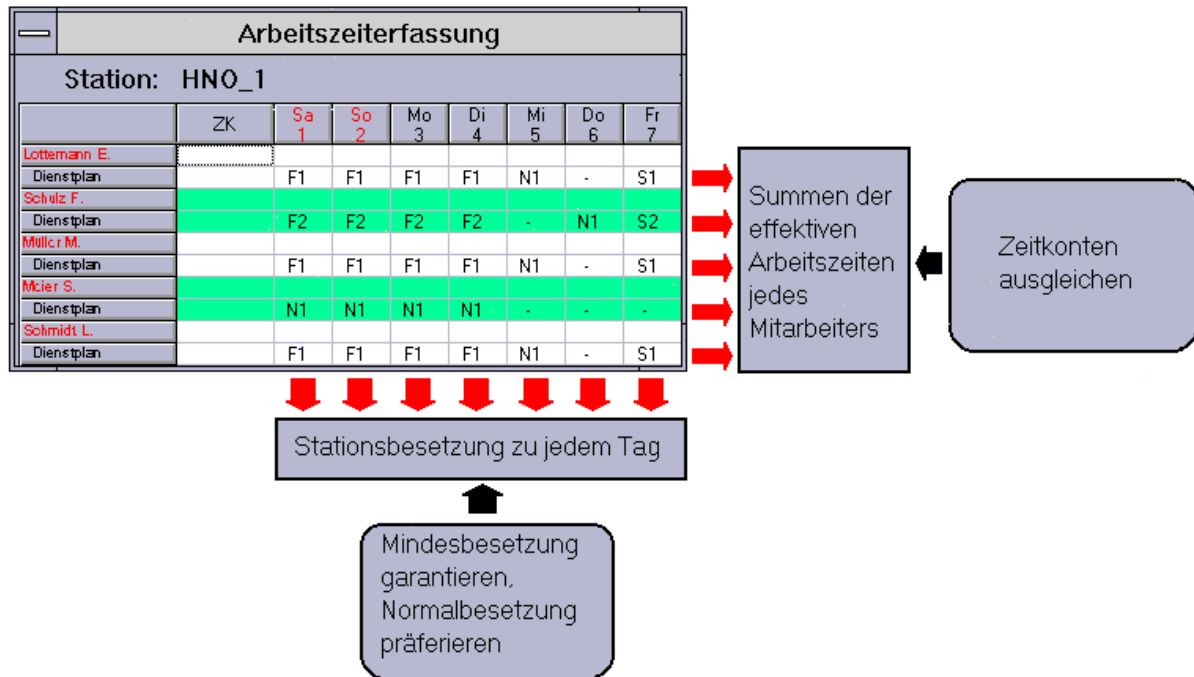 Arbeitszeiterfassung
Station: HNO_1
ZK Sa 1 So 2 Mo 3 Di 4 Mi 5 Do 6 Fr 7
Lottemann E.
Dienstplan F1 F1 F1 F1 N1 - S1
Schulz F.
Dienstplan F2 F2 F2 F2 - N1 S2
Müller M.
Dienstplan F1 F1 F1 F1 N1 - S1
Meier S.
Dienstplan N1 N1 N1 N1 - - -
Schmidt L.
Dienstplan F1 F1 F1 F1 N1 - S1
Summen der
effektiven
Arbeitszeiten
jedes
Mitarbeiters
Zeitkonten
ausgleichen
Stationsbesetzung zu jedem Tag
Mindesbesetzung
garantieren,
Normalbesetzung
präferieren